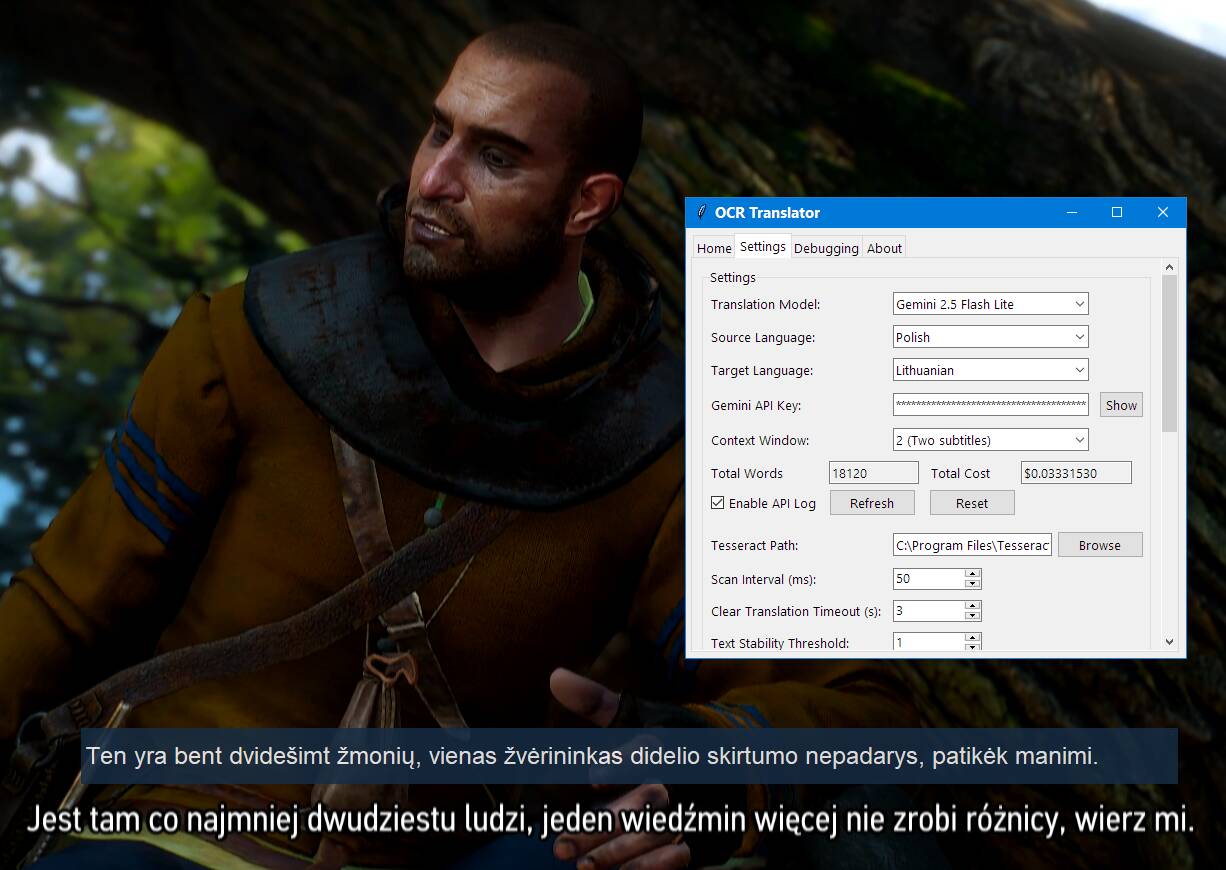 OCR Translator
Home Settings Debugging About
Settings
Translation Model: Gemini 2.5 Flash Lite
Source Language: Polish
Target Language: Lithuanian
Gemini API Key: ************************************** Show
Context Window: 2 (Two subtitles)
Total Words 18120 Total Cost $0.03331530
Enable API Log Refresh Reset
Tesseract Path: C:\Program Files\Tesserac Browse
Scan Interval (ms): 50
Clear Translation Timeout (s): 3
Text Stability Threshold: 1
Ten yra bent dvidešimt žmonių, vienas žvėrininkas didelio skirtumo nepadarys, patikėk manimi.
Jest tam co najmniej dwudziestu ludzi, jeden wiedźmin więcej nie zrobi różnicy, wierz mi.